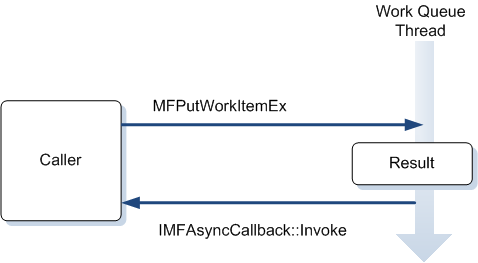 Work Queue
Thread
MFPutWorkItemEx
Caller
Result
IMFAsyncCallback::Invoke